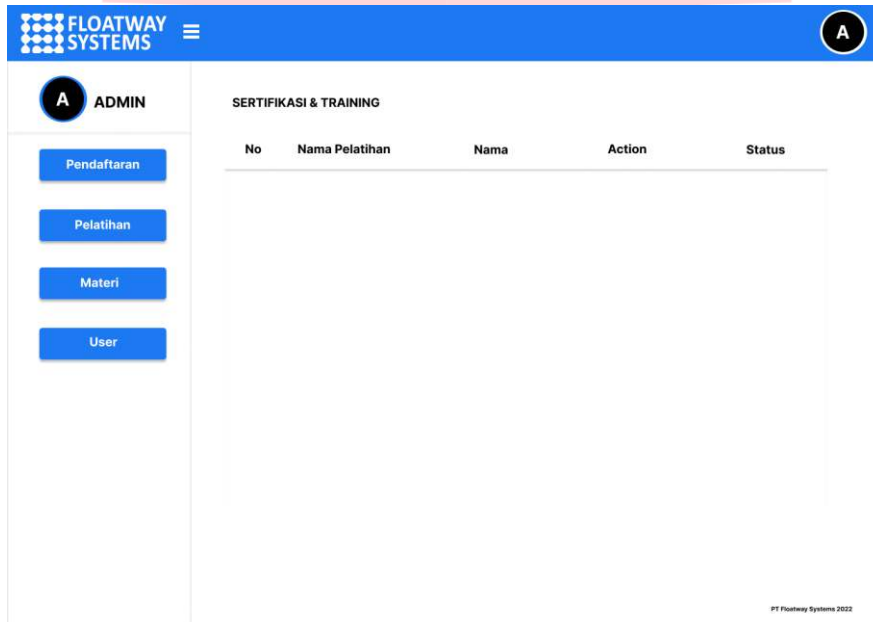 FLOATWAY
SYSTEMS
A
A ADMIN
Pendaftaran
Pelatihan
Materi
User
SERTIFIKASI & TRAINING
No Nama Pelatihan Nama Action Status
PT Floatway Systems 2022